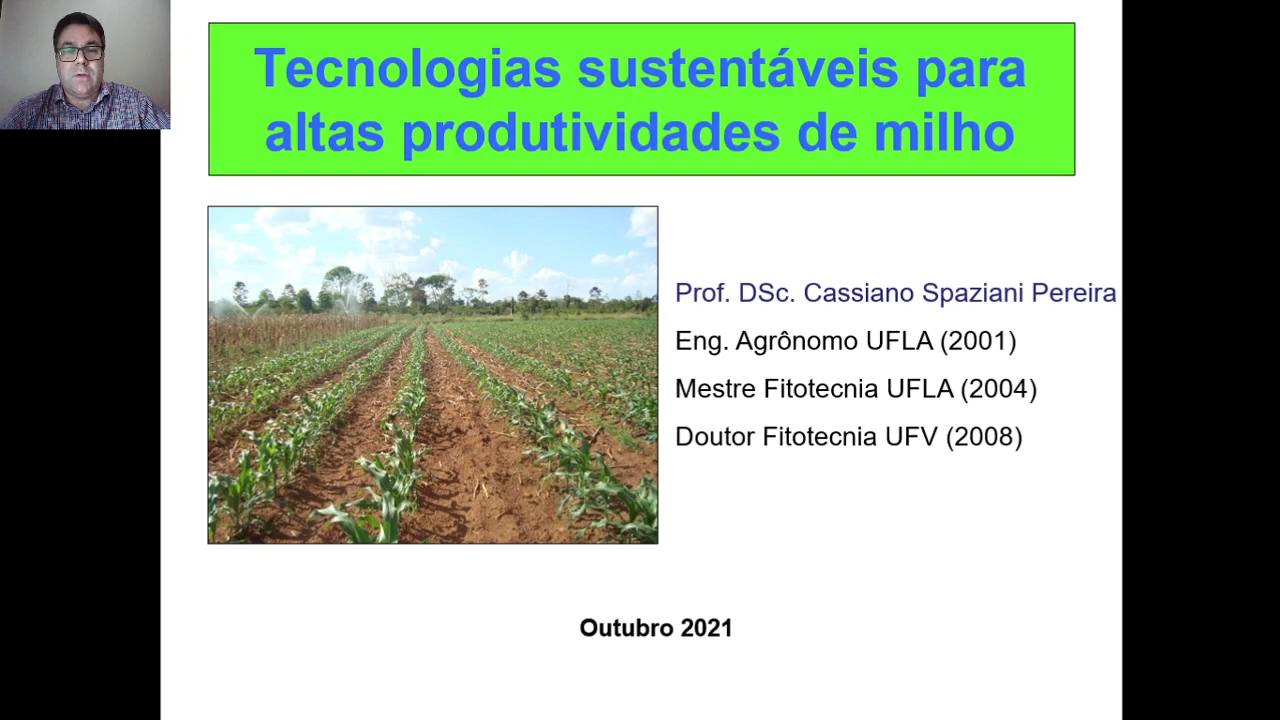 Tecnologias sustentáveis para
altas produtividades de milho
Prof. DSc. Cassiano Spaziani Pereira
Eng. Agrônomo UFLA (2001)
Mestre Fitotecnia UFLA (2004)
Doutor Fitotecnia UFV (2008)
Outubro 2021